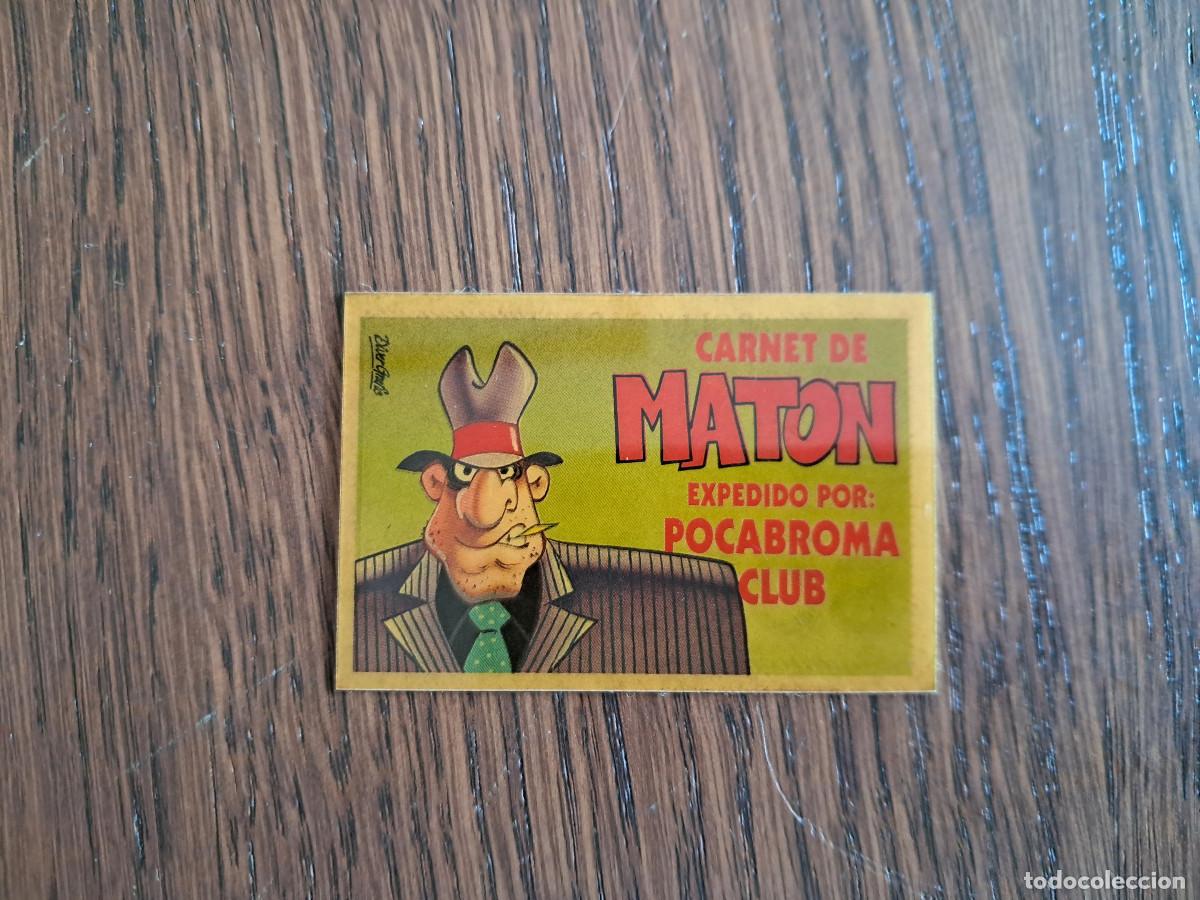 CARNET DE
MATON
EXPEDIDO POR:
POCABROMA
CLUB
todocoleccion